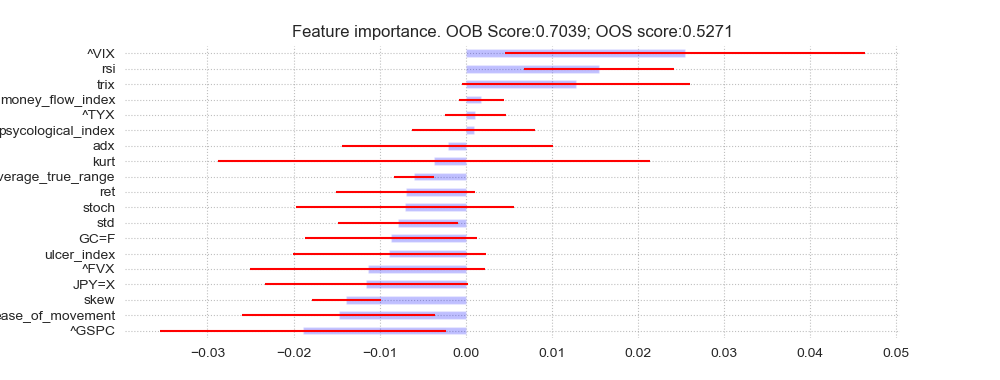 Feature importance. OOB Score:0.7039; OOS score:0.5271
^VIX
rsi
trix
money_flow_index
^TYX
psycological_index
adx
kurt
verage_true_range
ret
stoch
std
GC=F
ulcer_index
^FVX
JPY=X
skew
ease_of_movement
^GSPC
−0.03 −0.02 −0.01 0.00 0.01 0.02 0.03 0.04 0.05